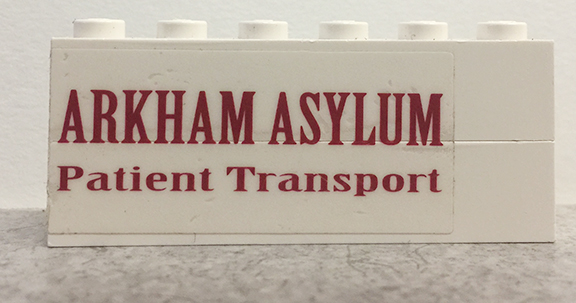 ARKHAM ASYLUM
Patient Transport